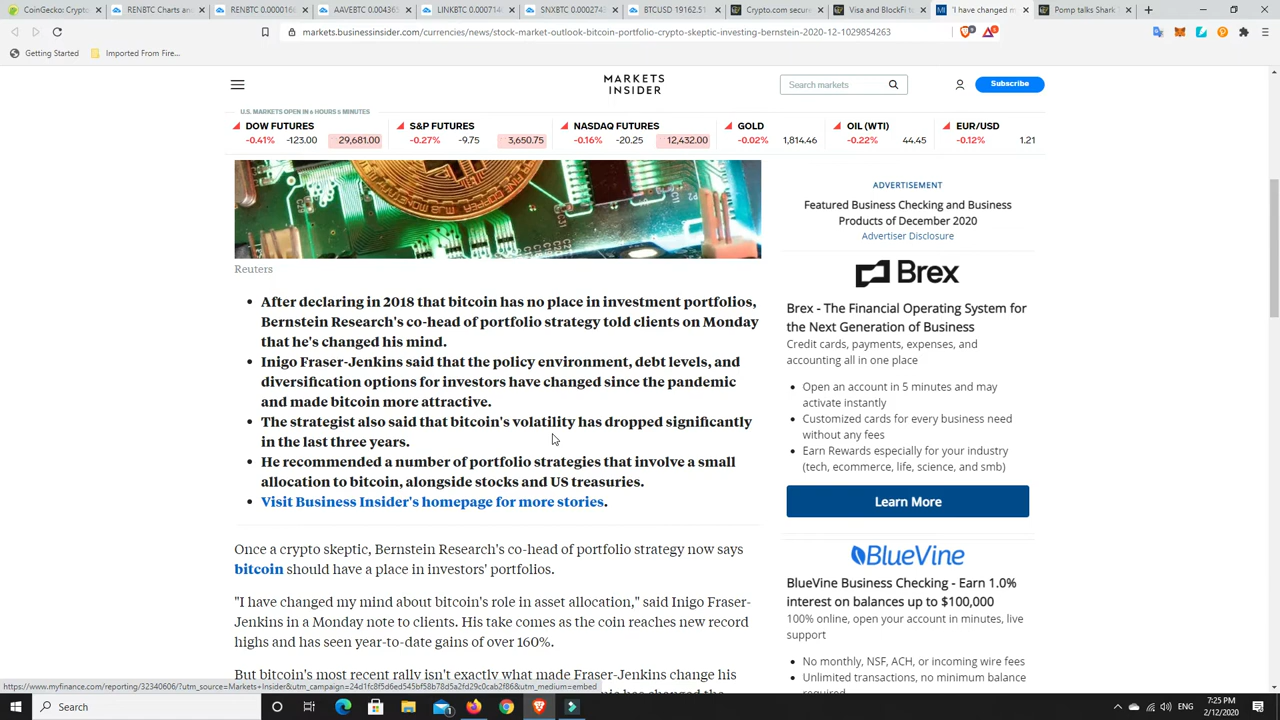 CoinGecko: C
RENBTC Charts and
RENBTC 0.0000166
AAVEBTC 0.004365
LINKBTC 0.000714
SNXBTC 0.0002743
BTCUSD 19162.51
Crypto.com secure
Visa and BlockFi to
"I have changed m
Pomp talks Shark
markets.businessinsider.com/currencies/news/stock-market-outlook-bitcoin-portfolio-crypto-skeptic-investing-bernstein-2020-12-1029854263
Getting Started
Imported From Fire...
MARKETS
INSIDER
Search markets
Subscribe
U.S. MARKETS OPEN IN 6 HOURS 5 MINUTES
DOW FUTURES
-0.41% -123.00 29,681.00
S&P FUTURES
-0.27% -9.75 3,650.75
NASDAQ FUTURES
-0.16% -20.25 12,432.00
GOLD
-0.02% 1,814.46
OIL (WTI)
-0.22% 44.45
EUR/USD
-0.12% 1.21
Reuters
• After declaring in 2018 that bitcoin has no place in investment portfolios,
Bernstein Research's co-head of portfolio strategy told clients on Monday
that he's changed his mind.
• Inigo Fraser-Jenkins said that the policy environment, debt levels, and
diversification options for investors have changed since the pandemic
and made bitcoin more attractive.
• The strategist also said that bitcoin's volatility has dropped significantly
in the last three years.
• He recommended a number of portfolio strategies that involve a small
allocation to bitcoin, alongside stocks and US treasuries.
• Visit Business Insider's homepage for more stories.
Once a crypto skeptic, Bernstein Research's co-head of portfolio strategy now says
bitcoin should have a place in investors' portfolios.
"I have changed my mind about bitcoin's role in asset allocation," said Inigo Fraser-
Jenkins in a Monday note to clients. His take comes as the coin reaches new record
highs and has seen year-to-date gains of over 160%.
But bitcoin's most recent rally isn't exactly what made Fraser-Jenkins change his
ADVERTISEMENT
Featured Business Checking and Business
Products of December 2020
Advertiser Disclosure
Brex
Brex - The Financial Operating System for
the Next Generation of Business
Credit cards, payments, expenses, and
accounting all in one place
• Open an account in 5 minutes and may
activate instantly
• Customized cards for every business need
without any fees
• Earn Rewards especially for your industry
(tech, ecommerce, life, science, and smb)
Learn More
BlueVine
BlueVine Business Checking - Earn 1.0%
interest on balances up to $100,000
100% online, open your account in minutes, live
support
• No monthly, NSF, ACH, or incoming wire fees
• Unlimited transactions, no minimum balance
https://www.myfinance.com/reporting/32340606/?utm_source=Markets+Insider&utm_campaign=24d1fc8f5d6ed545bf58b78d5a2fd29c0cab2f86&utm_medium=embed
Search
ENG
7:25 PM
2/12/2020